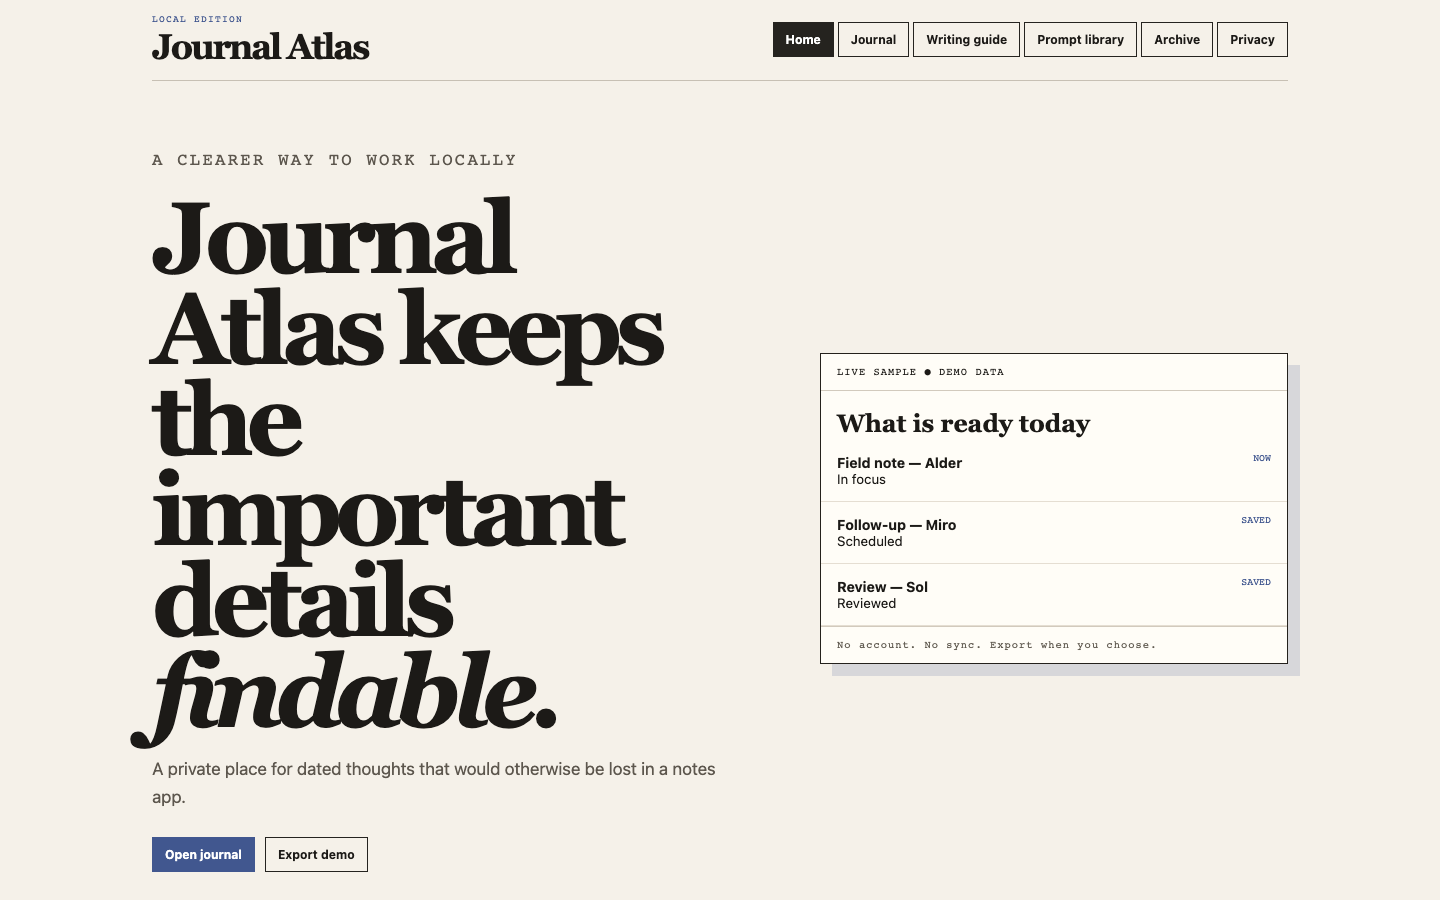 LOCAL EDITION
Journal Atlas
Home
Journal
Writing guide
Prompt library
Archive
Privacy
A CLEARER WAY TO WORK LOCALLY
Journal
Atlas keeps
the
important
details
findable.
A private place for dated thoughts that would otherwise be lost in a notes
app.
Open journal
Export demo
LIVE SAMPLE ● DEMO DATA
What is ready today
Field note — Alder
NOW
In focus
Follow-up — Miro
SAVED
Scheduled
Review — Sol
SAVED
Reviewed
No account. No sync. Export when you choose.